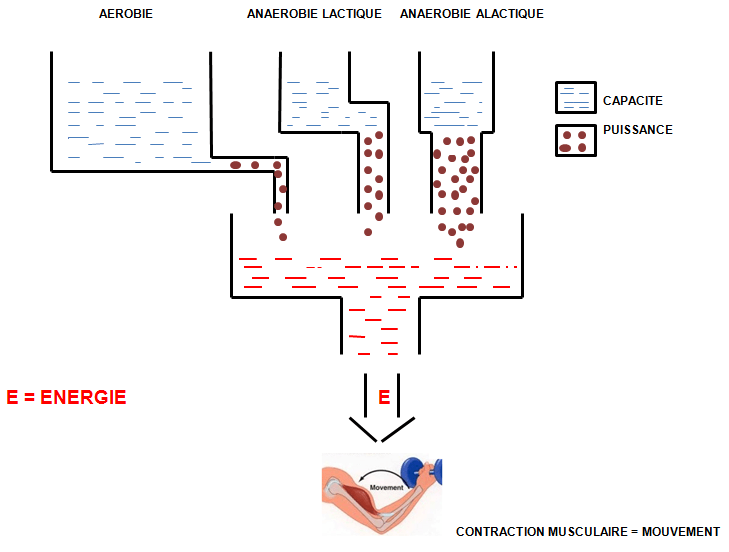 AEROBIE
ANAEROBIE LACTIQUE
ANAEROBIE ALACTIQUE
CAPACITE
PUISSANCE
E = ENERGIE
E
Movement
CONTRACTION MUSCULAIRE = MOUVEMENT